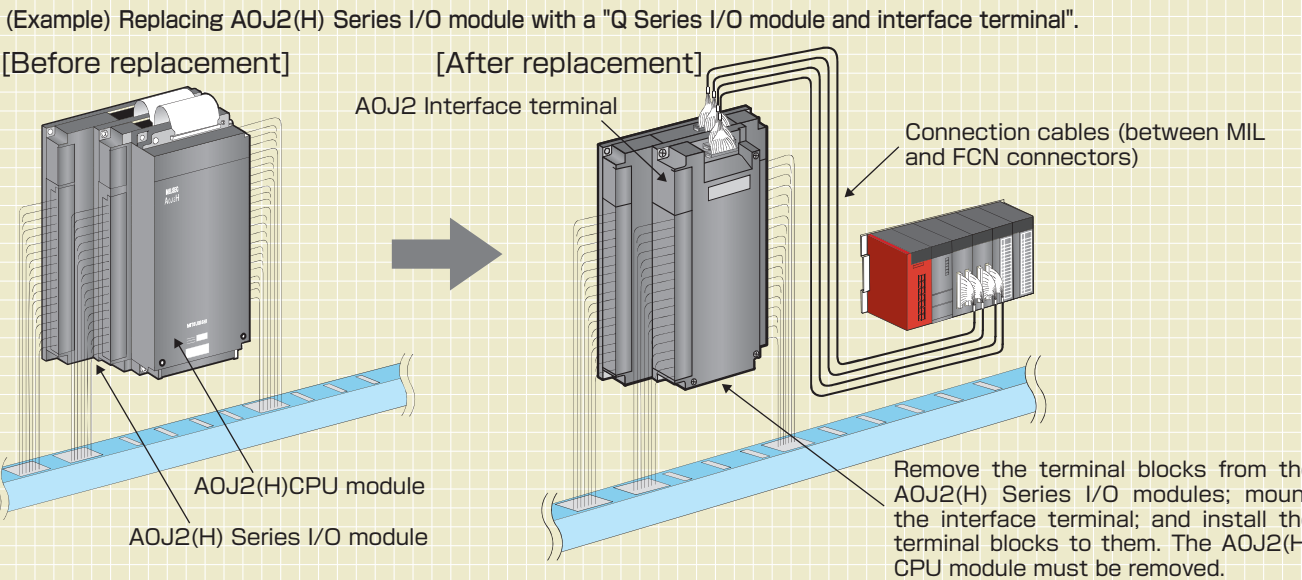 (Example) Replacing A0J2(H) Series I/O module with a "Q Series I/O module and interface terminal".
[Before replacement]
[After replacement]
A0J2 Interface terminal
Connection cables (between MIL
and FCN connectors)
MELSEC
A0J2H
MITSUBISHI
A0J2(H)CPU module
A0J2(H) Series I/O module
Remove the terminal blocks from th
A0J2(H) Series I/O modules; moun
the interface terminal; and install th
terminal blocks to them. The A0J2(H
CPU module must be removed.